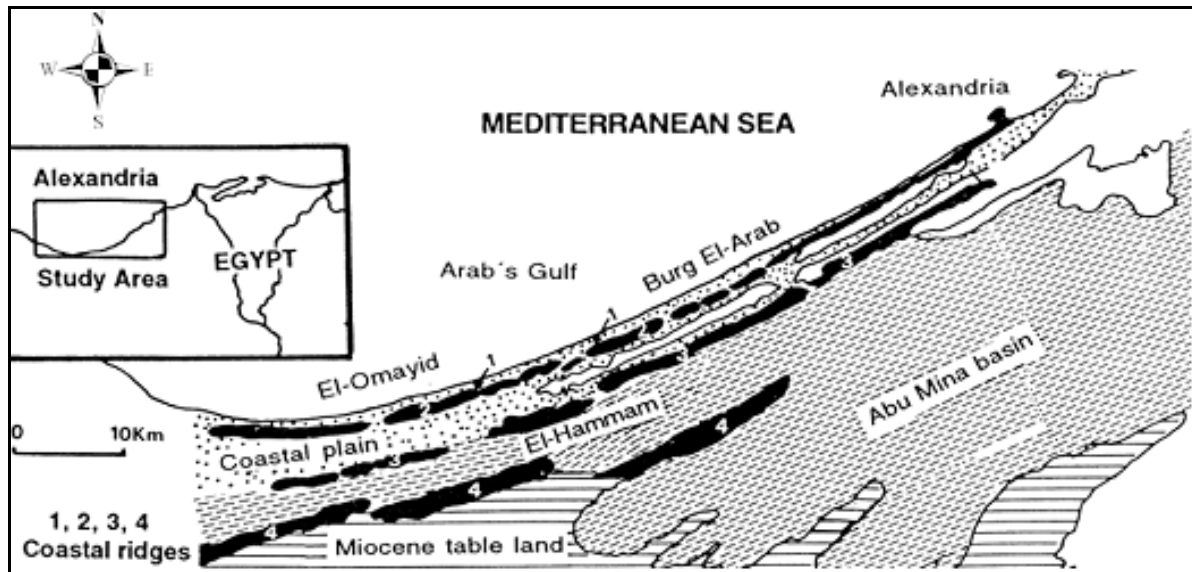 N
W E
S
MEDITERRANEAN SEA
Alexandria
Alexandria
Study Area
EGYPT
Arab´s Gulf
Burg El-Arab
El-Omayid
1
1
2
2
3
3
3
Coastal plain
El-Hammam
Abu Mina basin
4
4
4
0 10Km
1, 2, 3, 4
Coastal ridges
Miocene table land